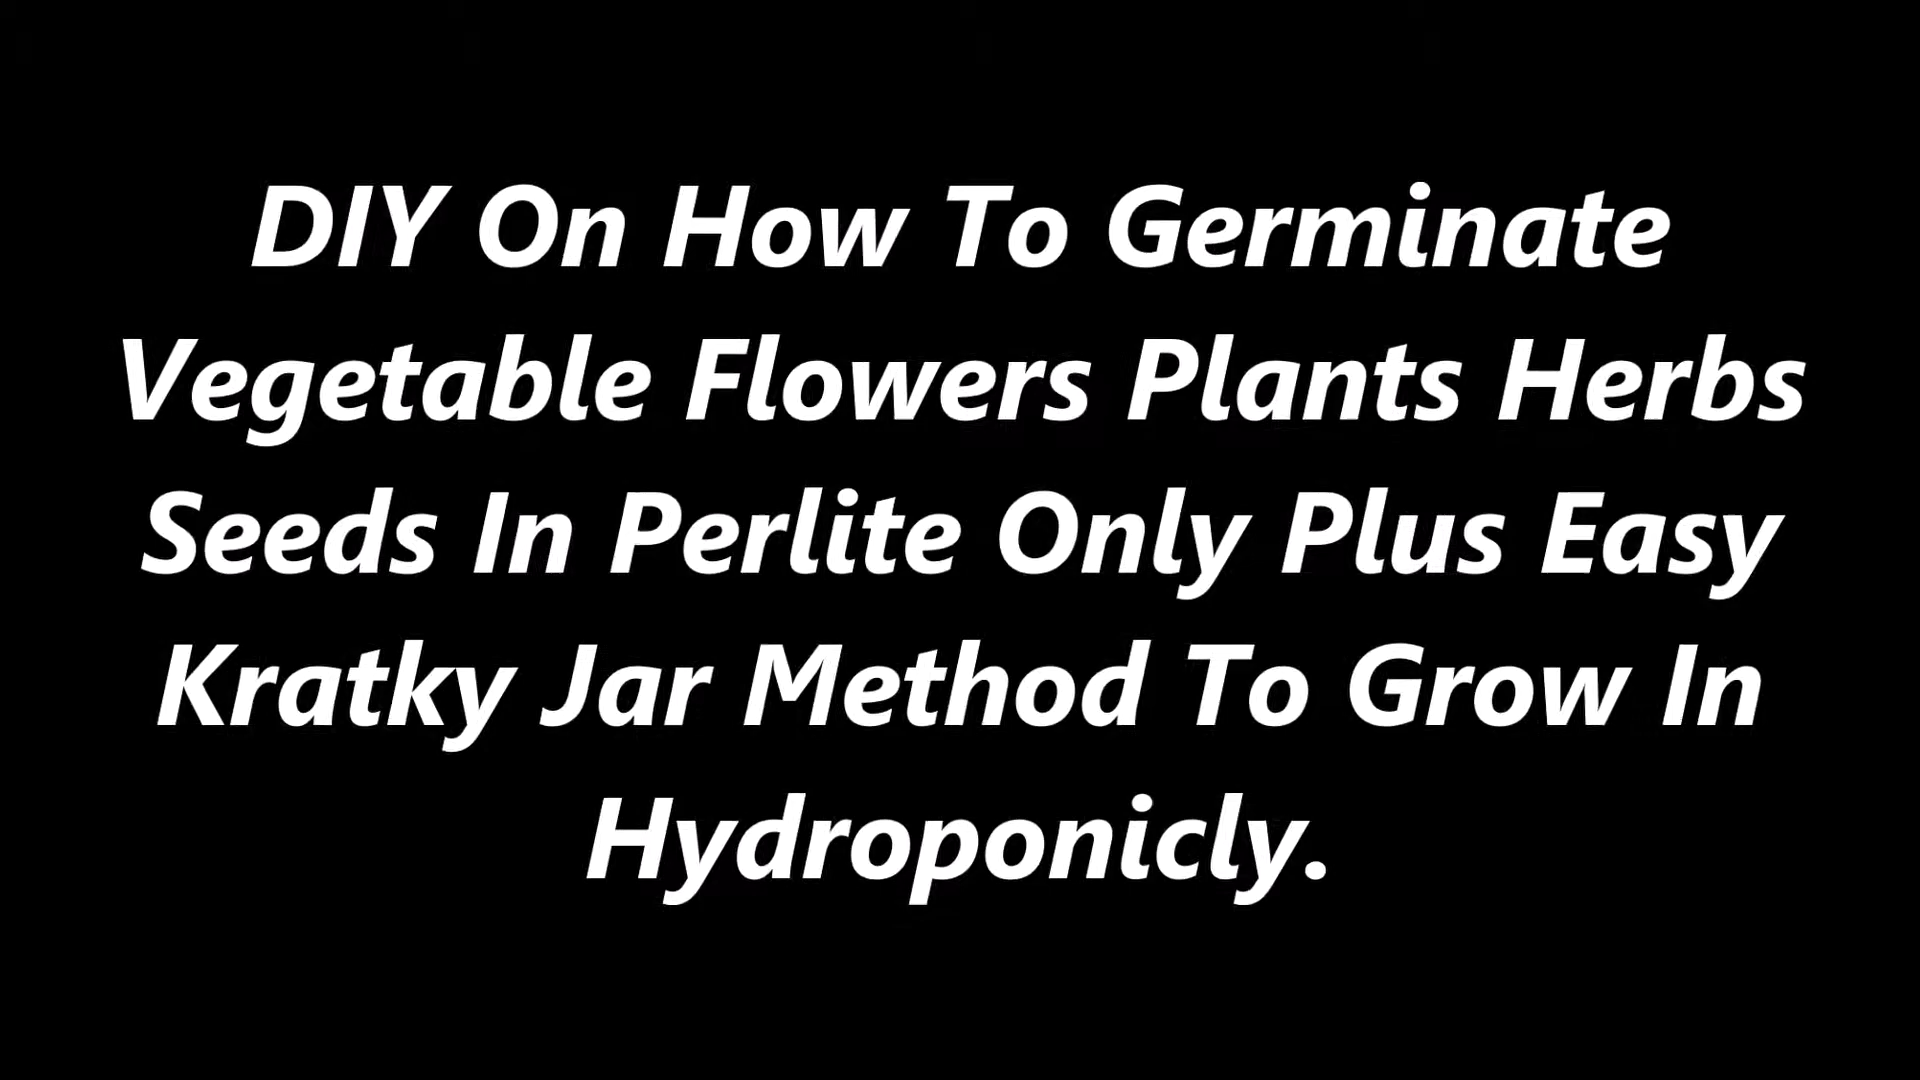 DIY On How To Germinate
Vegetable Flowers Plants Herbs
Seeds In Perlite Only Plus Easy
Kratky Jar Method To Grow In
Hydroponicly.